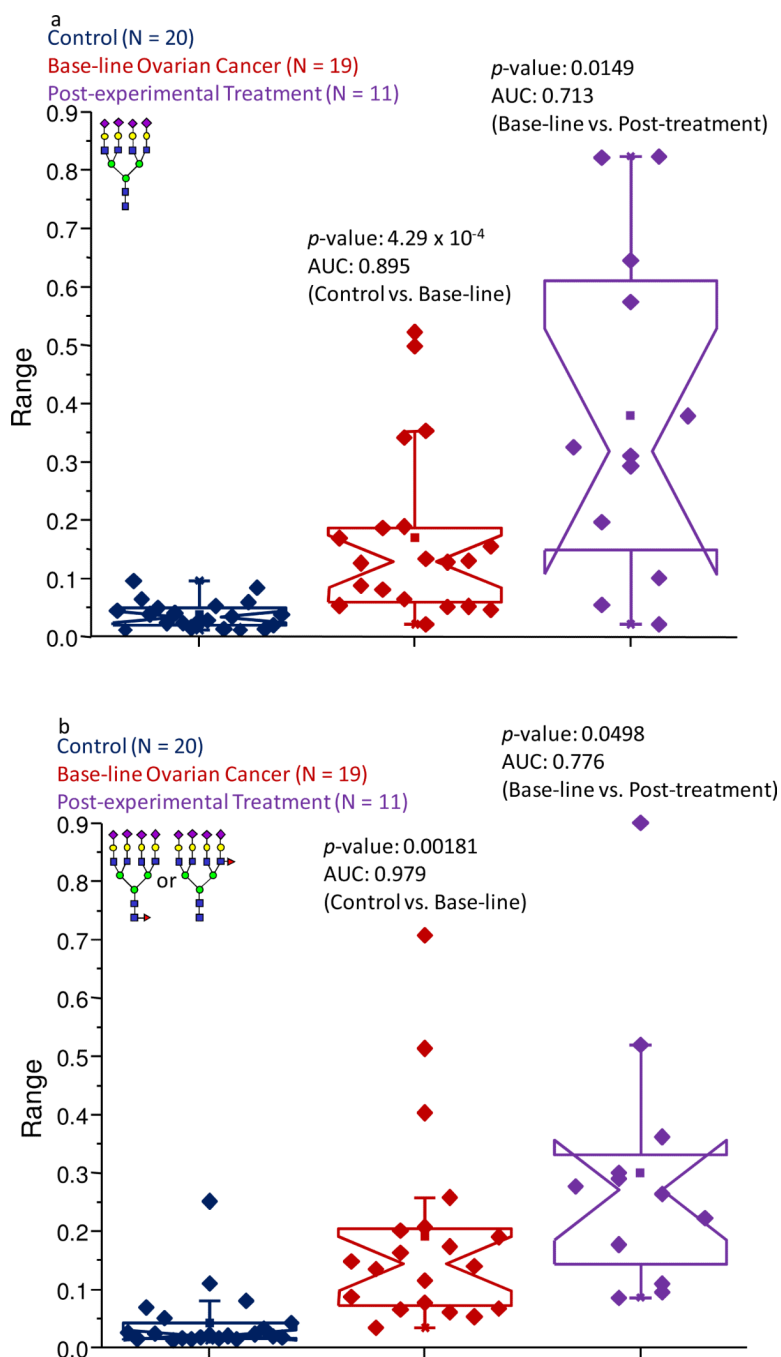 a
Control (N = 20)
Base-line Ovarian Cancer (N = 19)
Post-experimental Treatment (N = 11)
p-value: 0.0149
AUC: 0.713
(Base-line vs. Post-treatment)
p-value: 4.29 x 10⁻⁴
AUC: 0.895
(Control vs. Base-line)
Range
0.9
0.8
0.7
0.6
0.5
0.4
0.3
0.2
0.1
0.0
b
Control (N = 20)
Base-line Ovarian Cancer (N = 19)
Post-experimental Treatment (N = 11)
p-value: 0.0498
AUC: 0.776
(Base-line vs. Post-treatment)
p-value: 0.00181
AUC: 0.979
(Control vs. Base-line)
or
Range
0.9
0.8
0.7
0.6
0.5
0.4
0.3
0.2
0.1
0.0